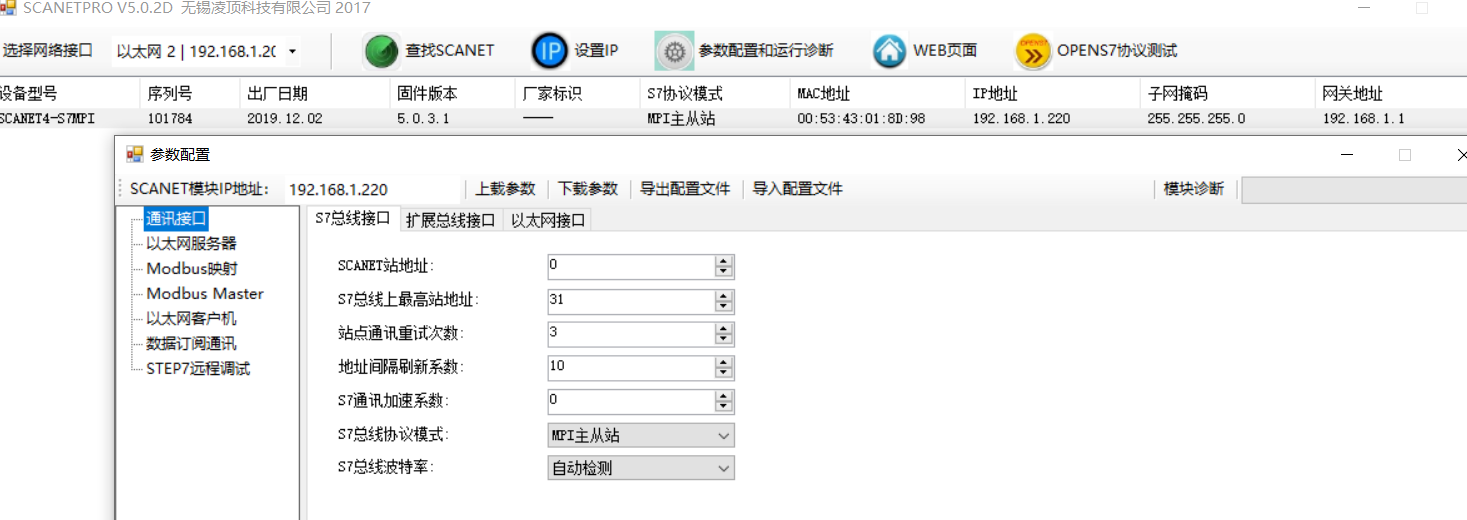 SCANETPRO V5.0.2D 无锡凌顶科技有限公司 2017
选择网络接口 以太网 2 | 192.168.1.20 查找SCANET 设置IP 参数配置和运行诊断 WEB页面 OPENS7协议测试
设备型号 序列号 出厂日期 固件版本 厂家标识 S7协议模式 MAC地址 IP地址 子网掩码 网关地址
SCANET4-S7MPI 101784 2019.12.02 5.0.3.1 —— MPI主从站 00:53:43:01:8D:98 192.168.1.220 255.255.255.0 192.168.1.1
参数配置
SCANET模块IP地址: 192.168.1.220 上载参数 下载参数 导出配置文件 导入配置文件 模块诊断
通讯接口
以太网服务器
Modbus映射
Modbus Master
以太网客户机
数据订阅通讯
STEP7远程调试
S7总线接口 扩展总线接口 以太网接口
SCANET站地址: 0
S7总线上最高站地址: 31
站点通讯重试次数: 3
地址间隔刷新系数: 10
S7通讯加速系数: 0
S7总线协议模式: MPI主从站
S7总线波特率: 自动检测